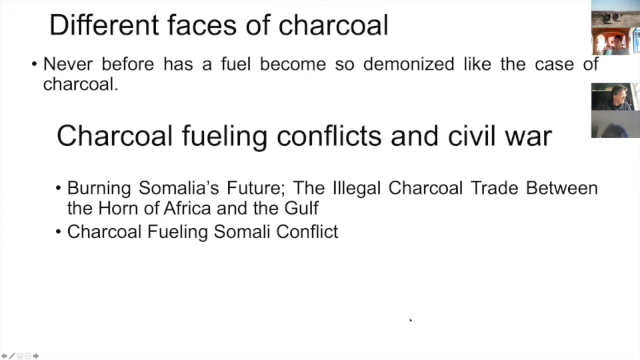 Different faces of charcoal
• Never before has a fuel become so demonized like the case of
charcoal.
Charcoal fueling conflicts and civil war
• Burning Somalia's Future; The Illegal Charcoal Trade Between
the Horn of Africa and the Gulf
• Charcoal Fueling Somali Conflict